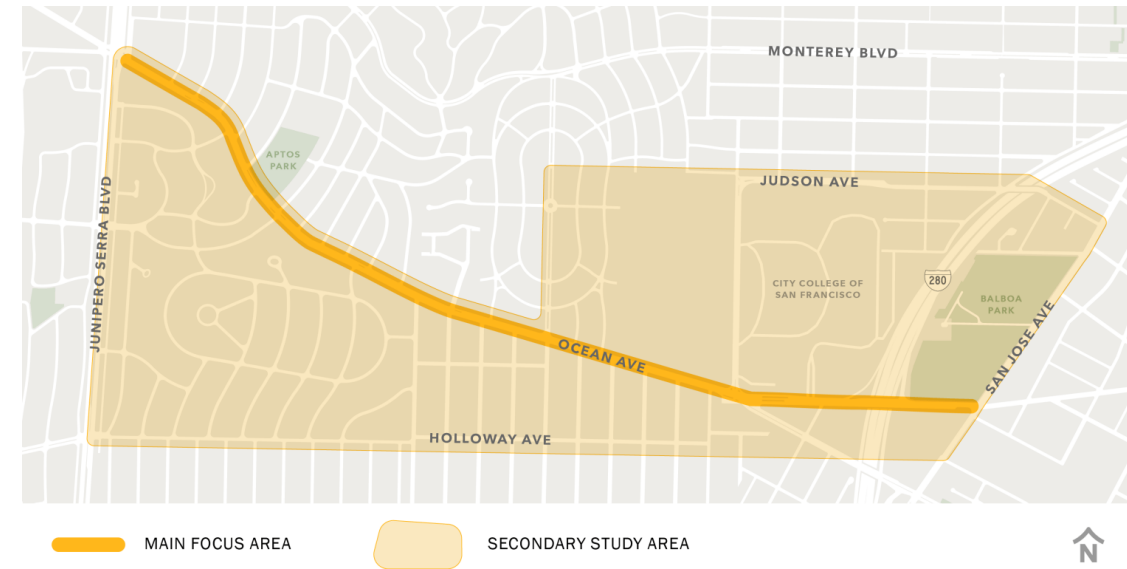 MONTEREY BLVD
APTOS
PARK
JUDSON AVE
JUNIPERO SERRA BLVD
CITY COLLEGE OF
SAN FRANCISCO
280
BALBOA
PARK
SAN JOSE AVE
OCEAN AVE
HOLLOWAY AVE
MAIN FOCUS AREA
SECONDARY STUDY AREA
N